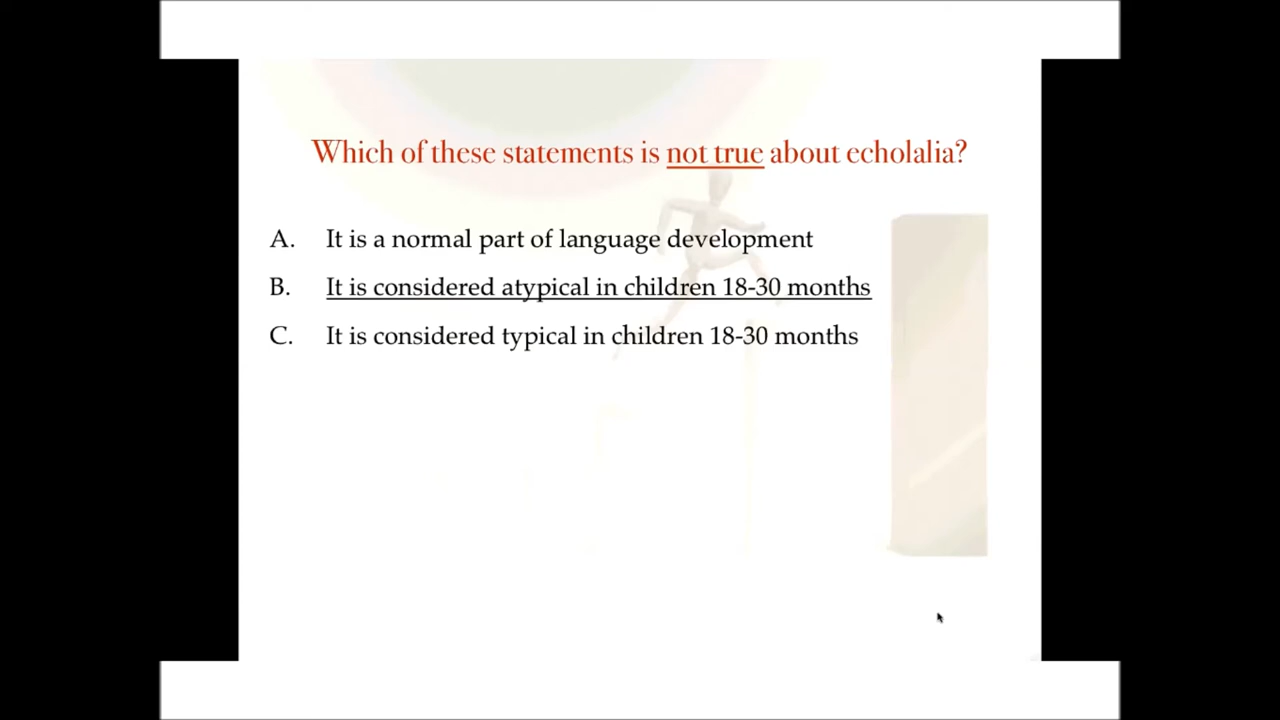 Which of these statements is not true about echolalia?
A. It is a normal part of language development
B. It is considered atypical in children 18-30 months
C. It is considered typical in children 18-30 months